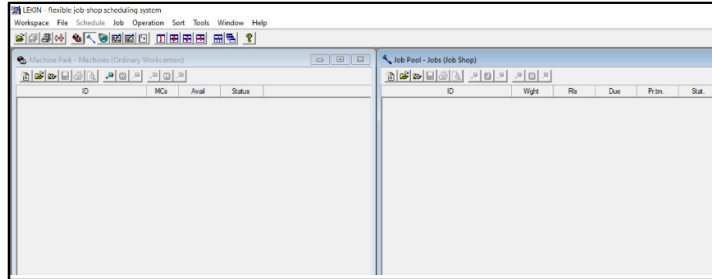 LEKIN - flexible job-shop scheduling system
Workspace File Schedule Job Operation Sort Tools Window Help
Machine Park - Machines (Ordinary Workcenters)
Job Pool - Jobs (Job Shop)
ID MCs Avail Status
ID Wght Rls Due Pr.tm. Stat.